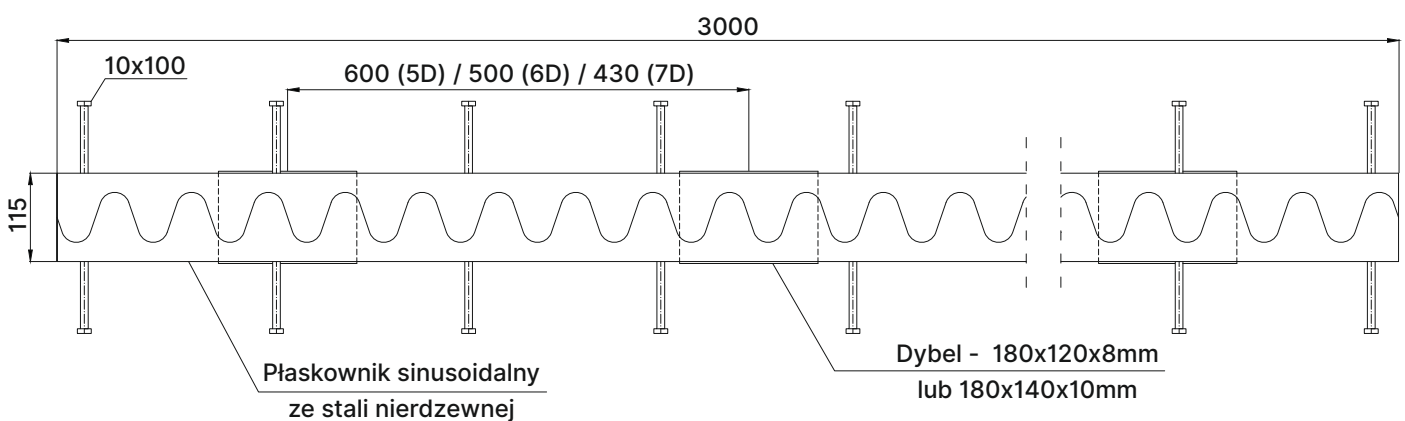 3000
10x100
600 (5D) / 500 (6D) / 430 (7D)
115
Płaskownik sinusoidalny
ze stali nierdzewnej
Dybel - 180x120x8mm
lub 180x140x10mm